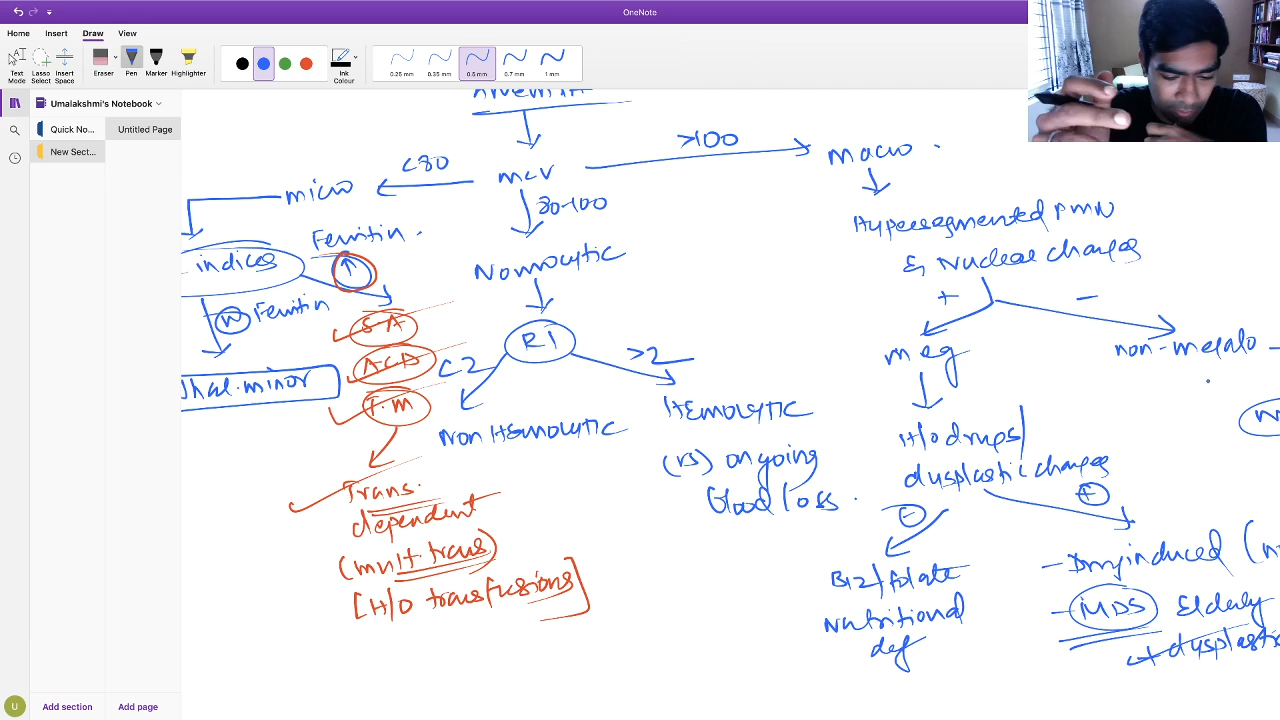 OneNote
Home Insert Draw View
Text Mode
Lasso Select
Insert Space
Eraser
Pen
Marker
Highlighter
Ink Colour
0.25 mm
0.35 mm
0.5 mm
0.7 mm
1 mm
Umalakshmi's Notebook
Quick No...
New Sect...
Untitled Page
>100
Macro
<80
MCV
micro
80-100
Ferritin
indices
↑
Normocytic
Hypersegmented PMN
& Nuclear changes
+
−
N Ferritin
S A
ACD
T.M
RI
<2
>2
meg
non-megalo
thal.minor
Non Hemolytic
HEMOLYTIC
(vs) ongoing
blood loss
H/o drugs/
dysplastic changes
−
+
Trans.
dependent
(mult.trans)
[H/O transfusions]
B12/folate
Nutritional
def
- Drug induced
- MDS Elderly
+ dysplastic
U
Add section
Add page